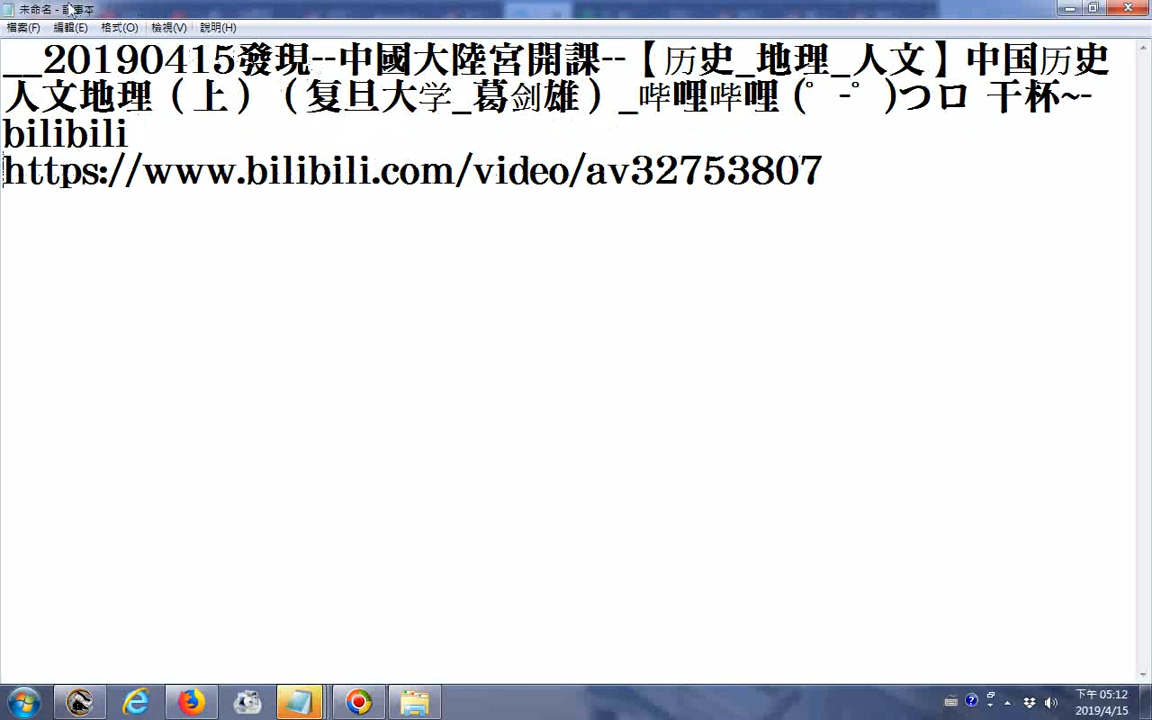 未命名 - 記事本
檔案(F) 編輯(E) 格式(O) 檢視(V) 說明(H)
__20190415發現--中國大陸宮開課--【历史_地理_人文】中国历史
人文地理（上）（复旦大学_葛剑雄）_哔哩哔哩 (゜-゜)つロ 干杯~-
bilibili
https://www.bilibili.com/video/av32753807
下午 05:12
2019/4/15